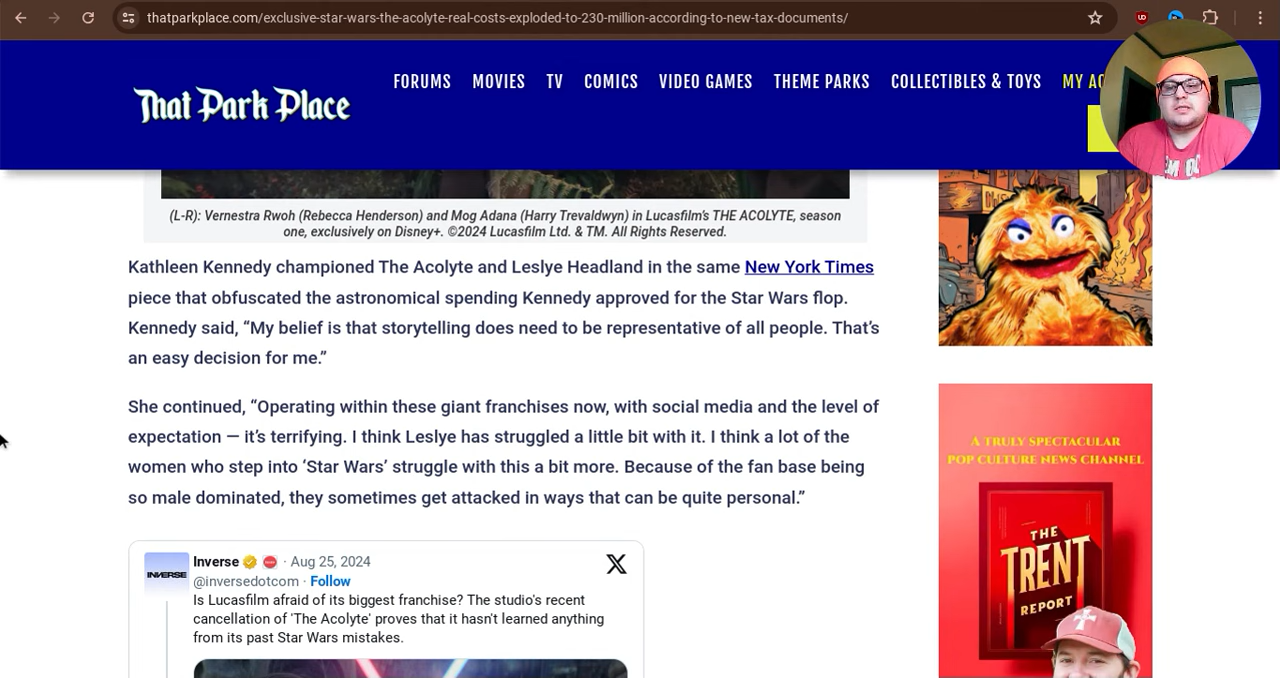 thatparkplace.com/exclusive-star-wars-the-acolyte-real-costs-exploded-to-230-million-according-to-new-tax-documents/
That Park Place
FORUMS MOVIES TV COMICS VIDEO GAMES THEME PARKS COLLECTIBLES & TOYS MY
(L-R): Vernestra Rwoh (Rebecca Henderson) and Mog Adana (Harry Trevaldwyn) in Lucasfilm's THE ACOLYTE, season
one, exclusively on Disney+. ©2024 Lucasfilm Ltd. & TM. All Rights Reserved.
Kathleen Kennedy championed The Acolyte and Leslye Headland in the same New York Times
piece that obfuscated the astronomical spending Kennedy approved for the Star Wars flop.
Kennedy said, “My belief is that storytelling does need to be representative of all people. That’s
an easy decision for me.”
She continued, “Operating within these giant franchises now, with social media and the level of
expectation — it’s terrifying. I think Leslye has struggled a little bit with it. I think a lot of the
women who step into ‘Star Wars’ struggle with this a bit more. Because of the fan base being
so male dominated, they sometimes get attacked in ways that can be quite personal.”
INVERSE
Inverse · Aug 25, 2024
@inversedotcom · Follow
Is Lucasfilm afraid of its biggest franchise? The studio's recent
cancellation of 'The Acolyte' proves that it hasn't learned anything
from its past Star Wars mistakes.
A TRULY SPECTACULAR
POP CULTURE NEWS CHANNEL
THE
TRENT
REPORT